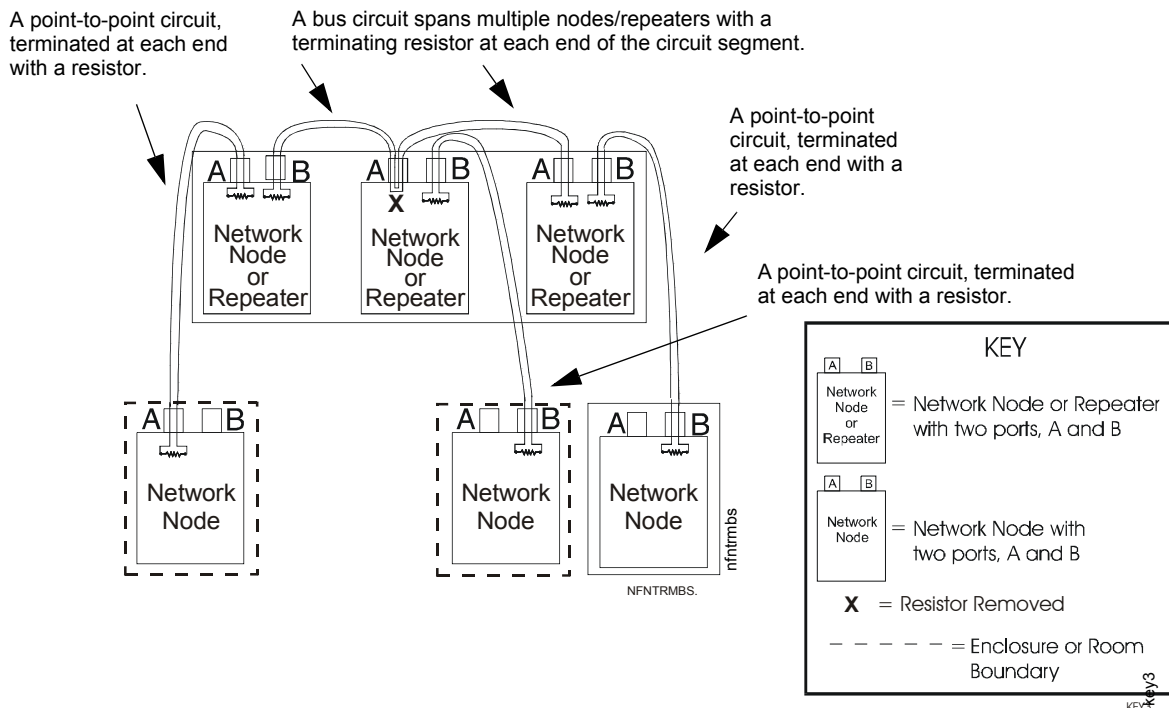 A point-to-point circuit,
terminated at each end
with a resistor.
A bus circuit spans multiple nodes/repeaters with a
terminating resistor at each end of the circuit segment.
A point-to-point
circuit, terminated
at each end with a
resistor.
A point-to-point circuit, terminated
at each end with a resistor.
A B
Network
Node
or
Repeater
A B
X
Network
Node
or
Repeater
A B
Network
Node
or
Repeater
A B
Network
Node
A B
Network
Node
A B
Network
Node
nfntrmbs
NFNTRMBS.
KEY
A B
Network
Node
or
Repeater
= Network Node or Repeater
with two ports, A and B
A B
Network
Node
= Network Node with
two ports, A and B
X = Resistor Removed
– – – – – – = Enclosure or Room
Boundary
key3